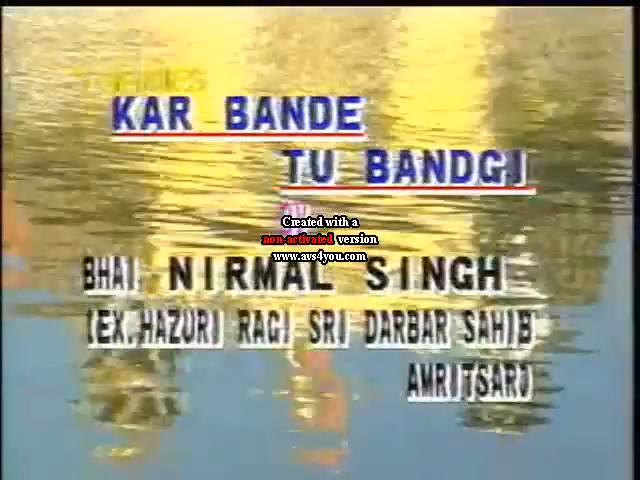 KAR BANDE
TU BANDGI
Created with a
non-activated version
www.avs4you.com
BHAI NIRMAL SINGH
(EX.HAZURI RAGI SRI DARBAR SAHIB
AMRITSAR)